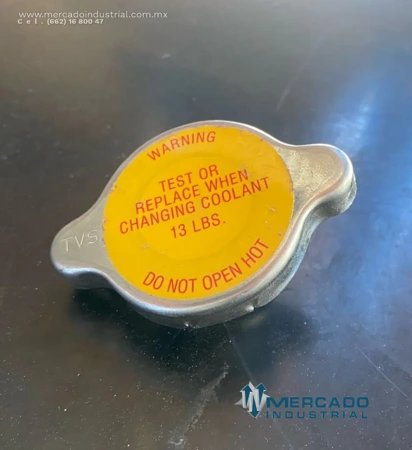 www.mercadoindustrial.com.mx
Cel. (662) 16 800 47
WARNING
TEST OR
REPLACE WHEN
CHANGING COOLANT
13 LBS.
DO NOT OPEN HOT
TVS
MERCADO
INDUSTRIAL